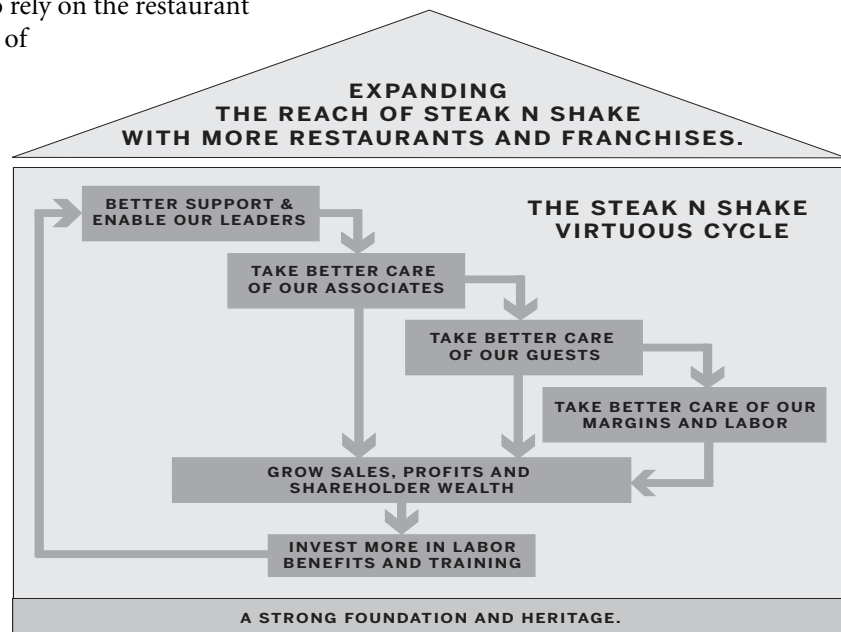 rely on the restaurant
of
EXPANDING
THE REACH OF STEAK N SHAKE
WITH MORE RESTAURANTS AND FRANCHISES.
THE STEAK N SHAKE
VIRTUOUS CYCLE
BETTER SUPPORT &
ENABLE OUR LEADERS
TAKE BETTER CARE
OF OUR ASSOCIATES
TAKE BETTER CARE
OF OUR GUESTS
TAKE BETTER CARE OF OUR
MARGINS AND LABOR
GROW SALES, PROFITS AND
SHAREHOLDER WEALTH
INVEST MORE IN LABOR
BENEFITS AND TRAINING
A STRONG FOUNDATION AND HERITAGE.